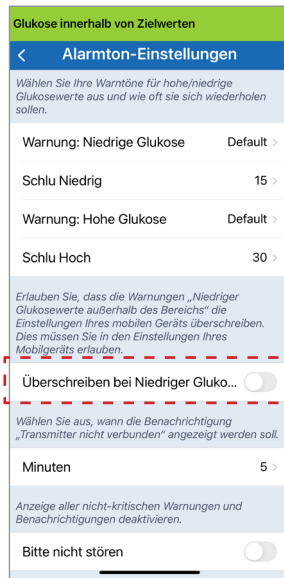 Glukose innerhalb von Zielwerten
Alarmton-Einstellungen
Wählen Sie Ihre Warntöne für hohe/niedrige
Glukosewerte aus und wie oft sie sich wiederholen
sollen.
Warnung: Niedrige Glukose Default
Schlu Niedrig 15
Warnung: Hohe Glukose Default
Schlu Hoch 30
Erlauben Sie, dass die Warnungen „Niedriger
Glukosewerte außerhalb des Bereichs“ die
Einstellungen Ihres mobilen Geräts überschreiben.
Dies müssen Sie in den Einstellungen Ihres
Mobilgeräts erlauben.
Überschreiben bei Niedriger Gluko...
Wählen Sie aus, wann die Benachrichtigung
„Transmitter nicht verbunden“ angezeigt werden soll.
Minuten 5
Anzeige aller nicht-kritischen Warnungen und
Benachrichtigungen deaktivieren.
Bitte nicht stören